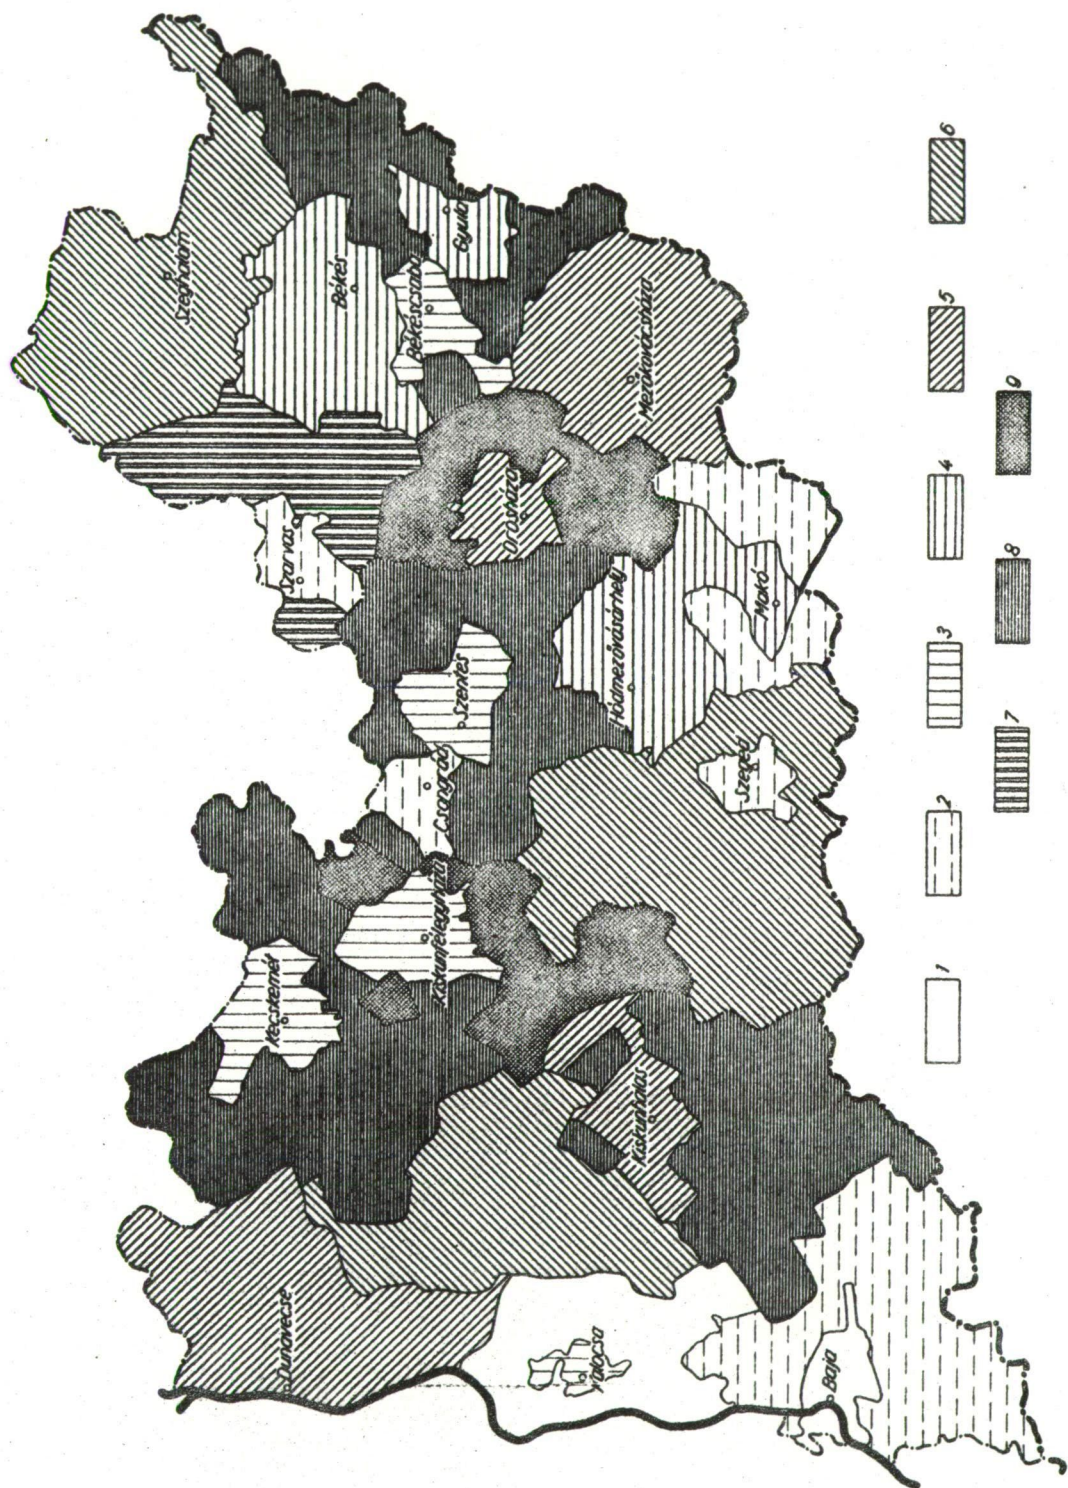 Szeghalom
Békés
Gyula
Békéscsaba
Mezőkovácsháza
Szarvas
Orosháza
Szentes
Hódmezővásárhely
Makó
Csongrád
Szeged
Kiskunfélegyháza
Kecskemét
Kiskunhalas
Dunavecse
Kalocsa
Baja
1
2
3
4
5
6
7
8
9